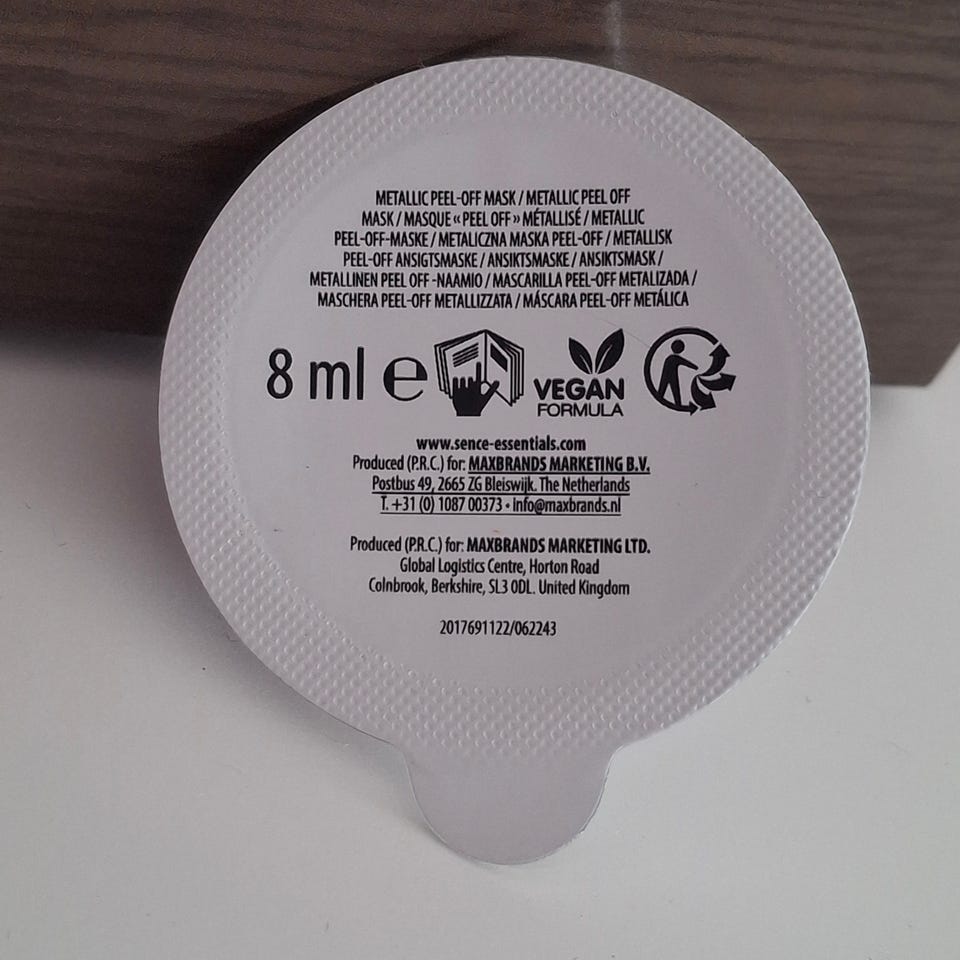 METALLIC PEEL-OFF MASK / METALLIC PEEL OFF
MASK / MASQUE « PEEL OFF » MÉTALLISÉ / METALLIC
PEEL-OFF-MASKE / METALICZNA MASKA PEEL-OFF / METALLISK
PEEL-OFF ANSIGTSMASKE / ANSIKTSMASKE / ANSIKTSMASK /
METALLINEN PEEL OFF -NAAMIO / MASCARILLA PEEL-OFF METALIZADA /
MASCHERA PEEL-OFF METALLIZZATA / MÁSCARA PEEL-OFF METÁLICA
8 ml ℮ VEGAN
FORMULA
www.sence-essentials.com
Produced (P.R.C.) for: MAXBRANDS MARKETING B.V.
Postbus 49, 2665 ZG Bleiswijk. The Netherlands
T. +31 (0) 1087 00373 • info@maxbrands.nl
Produced (P.R.C.) for: MAXBRANDS MARKETING LTD.
Global Logistics Centre, Horton Road
Colnbrook, Berkshire, SL3 0DL. United Kingdom
2017691122/062243